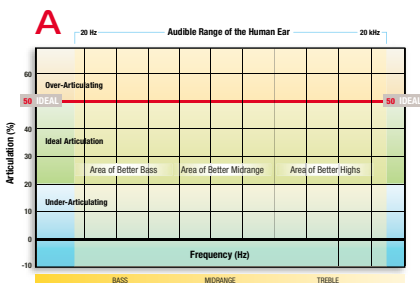 A
20 Hz Audible Range of the Human Ear 20 kHz
60
Over-Articulating
50 IDEAL 50 IDEAL
40
Ideal Articulation
30
Area of Better Bass Area of Better Midrange Area of Better Highs
20
Under-Articulating
10
0
Frequency (Hz)
-10
Articulation (%)
BASS MIDRANGE TREBLE